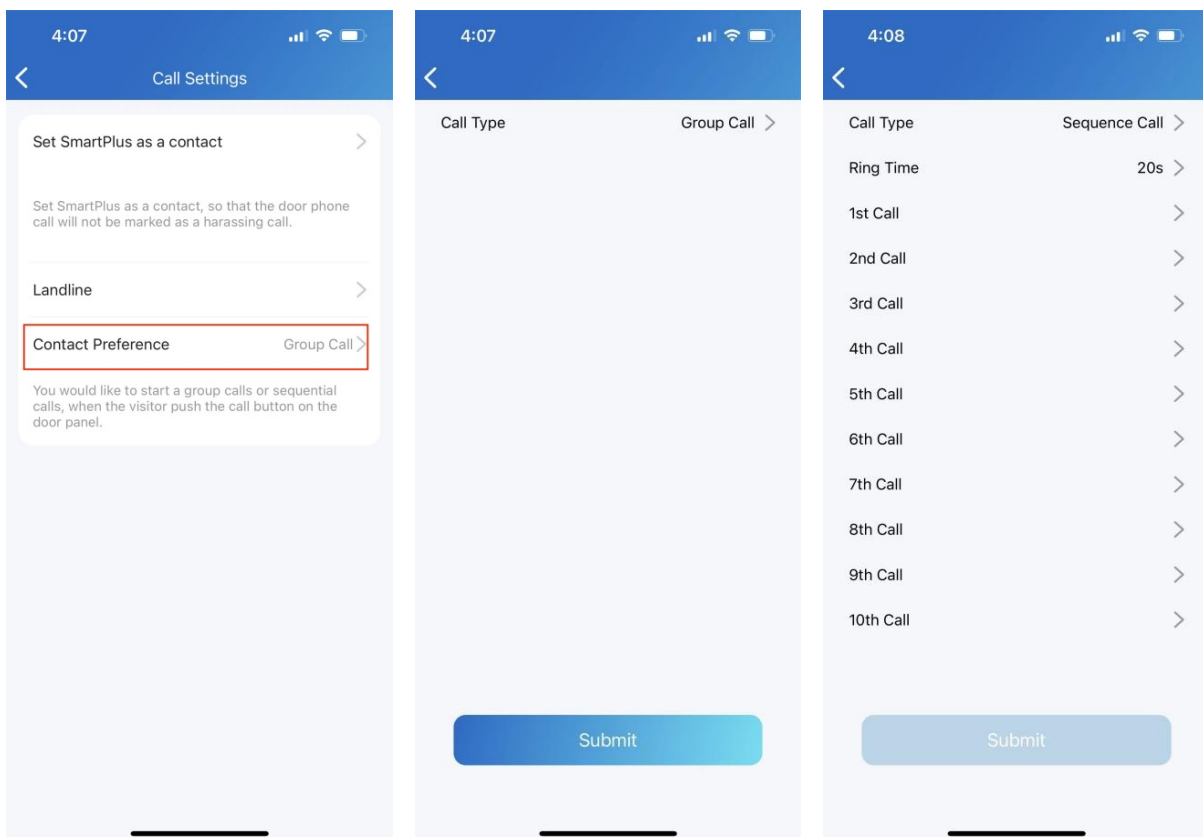 4:07
Call Settings
Set SmartPlus as a contact
Set SmartPlus as a contact, so that the door phone
call will not be marked as a harassing call.
Landline
Contact Preference Group Call
You would like to start a group calls or sequential
calls, when the visitor push the call button on the
door panel.
4:07
Call Type Group Call
Submit
4:08
Call Type Sequence Call
Ring Time 20s
1st Call
2nd Call
3rd Call
4th Call
5th Call
6th Call
7th Call
8th Call
9th Call
10th Call
Submit